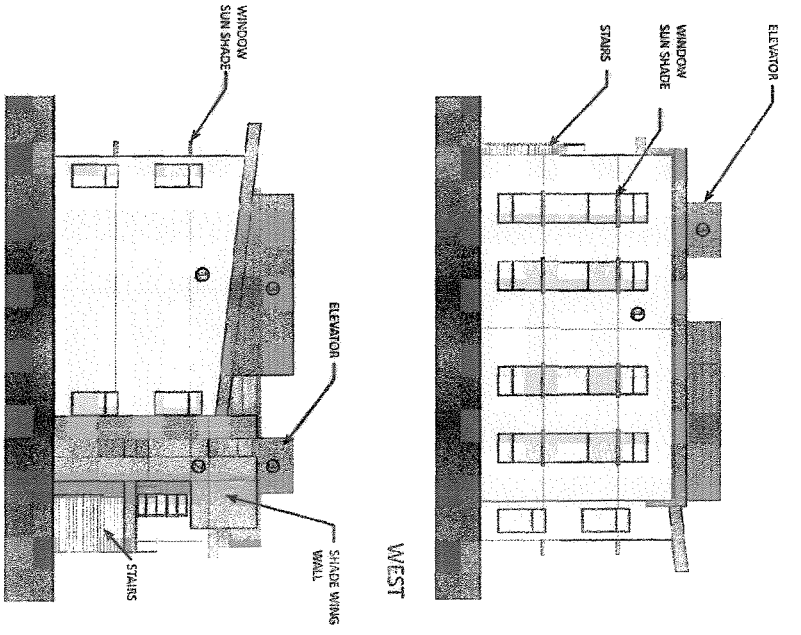 ELEVATOR
WINDOW
SUN SHADE
STAIRS
WEST
WINDOW
SUN SHADE
ELEVATOR
SHADE WING
WALL
STAIRS